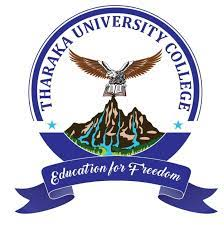 THARAKA UNIVERSITY COLLEGE
Education for Freedom